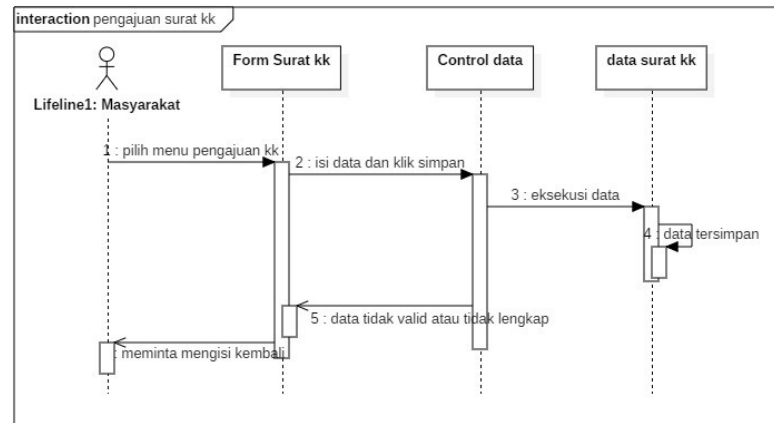 interaction pengajuan surat kk
Form Surat kk
Control data
data surat kk
Lifeline1: Masyarakat
1 : pilih menu pengajuan kk
2 : isi data dan klik simpan
3 : eksekusi data
4 : data tersimpan
5 : data tidak valid atau tidak lengkap
: meminta mengisi kembali